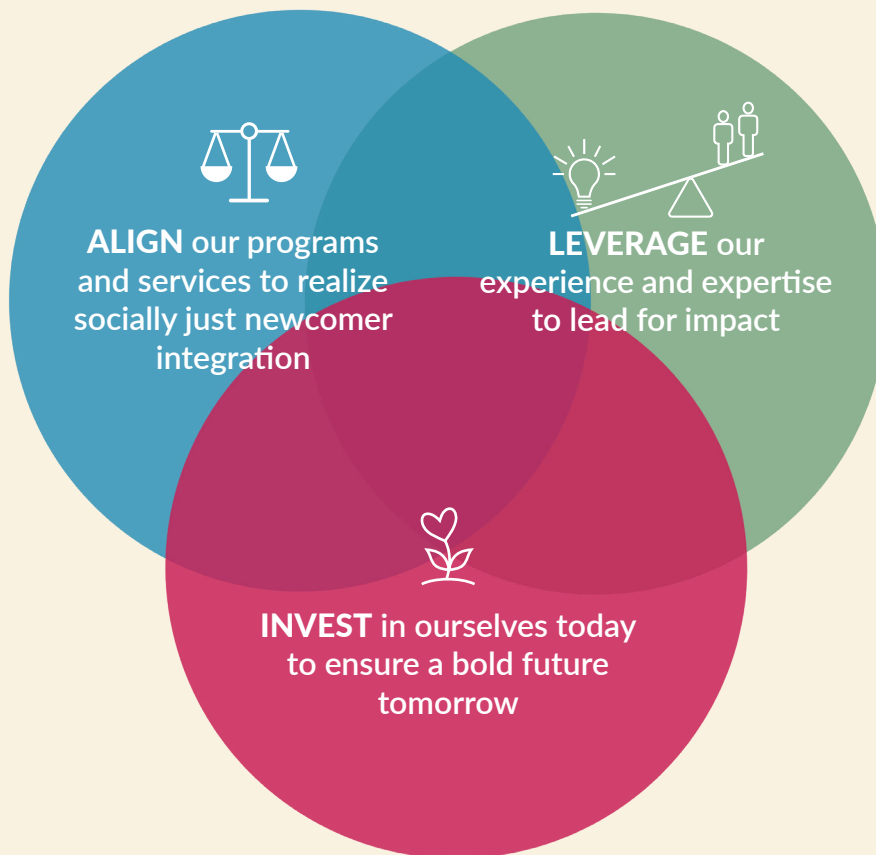 ALIGN our programs
and services to realize
socially just newcomer
integration
LEVERAGE our
experience and expertise
to lead for impact
INVEST in ourselves today
to ensure a bold future
tomorrow